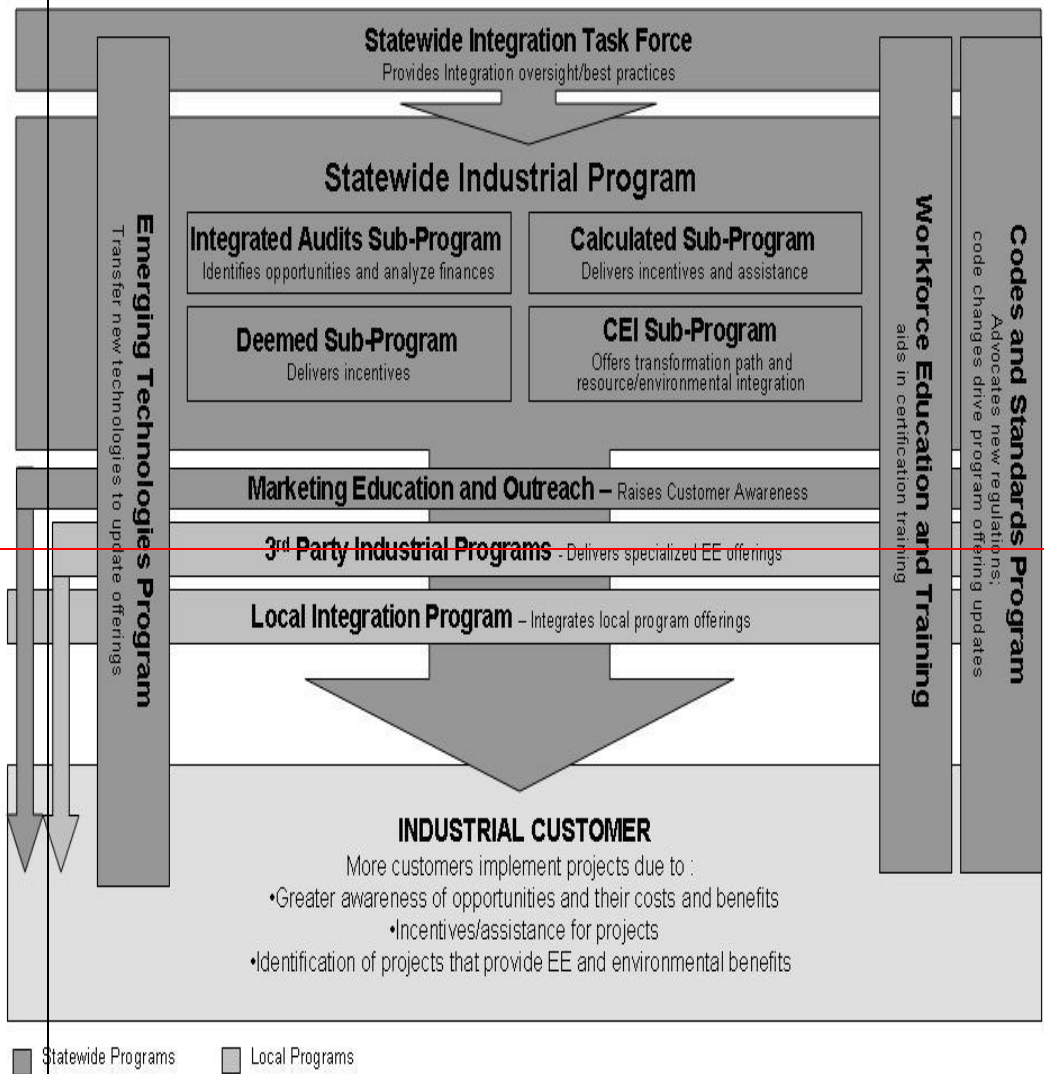 Statewide Integration Task Force
Provides Integration oversight/best practices
Statewide Industrial Program
Integrated Audits Sub-Program
Identifies opportunities and analyze finances
Calculated Sub-Program
Delivers incentives and assistance
Deemed Sub-Program
Delivers incentives
CEI Sub-Program
Offers transformation path and
resource/environmental integration
Emerging Technologies Program
Transfer new technologies to update offerings
Workforce Education and Training
aids in certification training
Codes and Standards Program
Advocates new regulations;
code changes drive program offering updates
Marketing Education and Outreach – Raises Customer Awareness
3rd Party Industrial Programs - Delivers specialized EE offerings
Local Integration Program – Integrates local program offerings
INDUSTRIAL CUSTOMER
More customers implement projects due to :
•Greater awareness of opportunities and their costs and benefits
•Incentives/assistance for projects
•Identification of projects that provide EE and environmental benefits
Statewide Programs
Local Programs